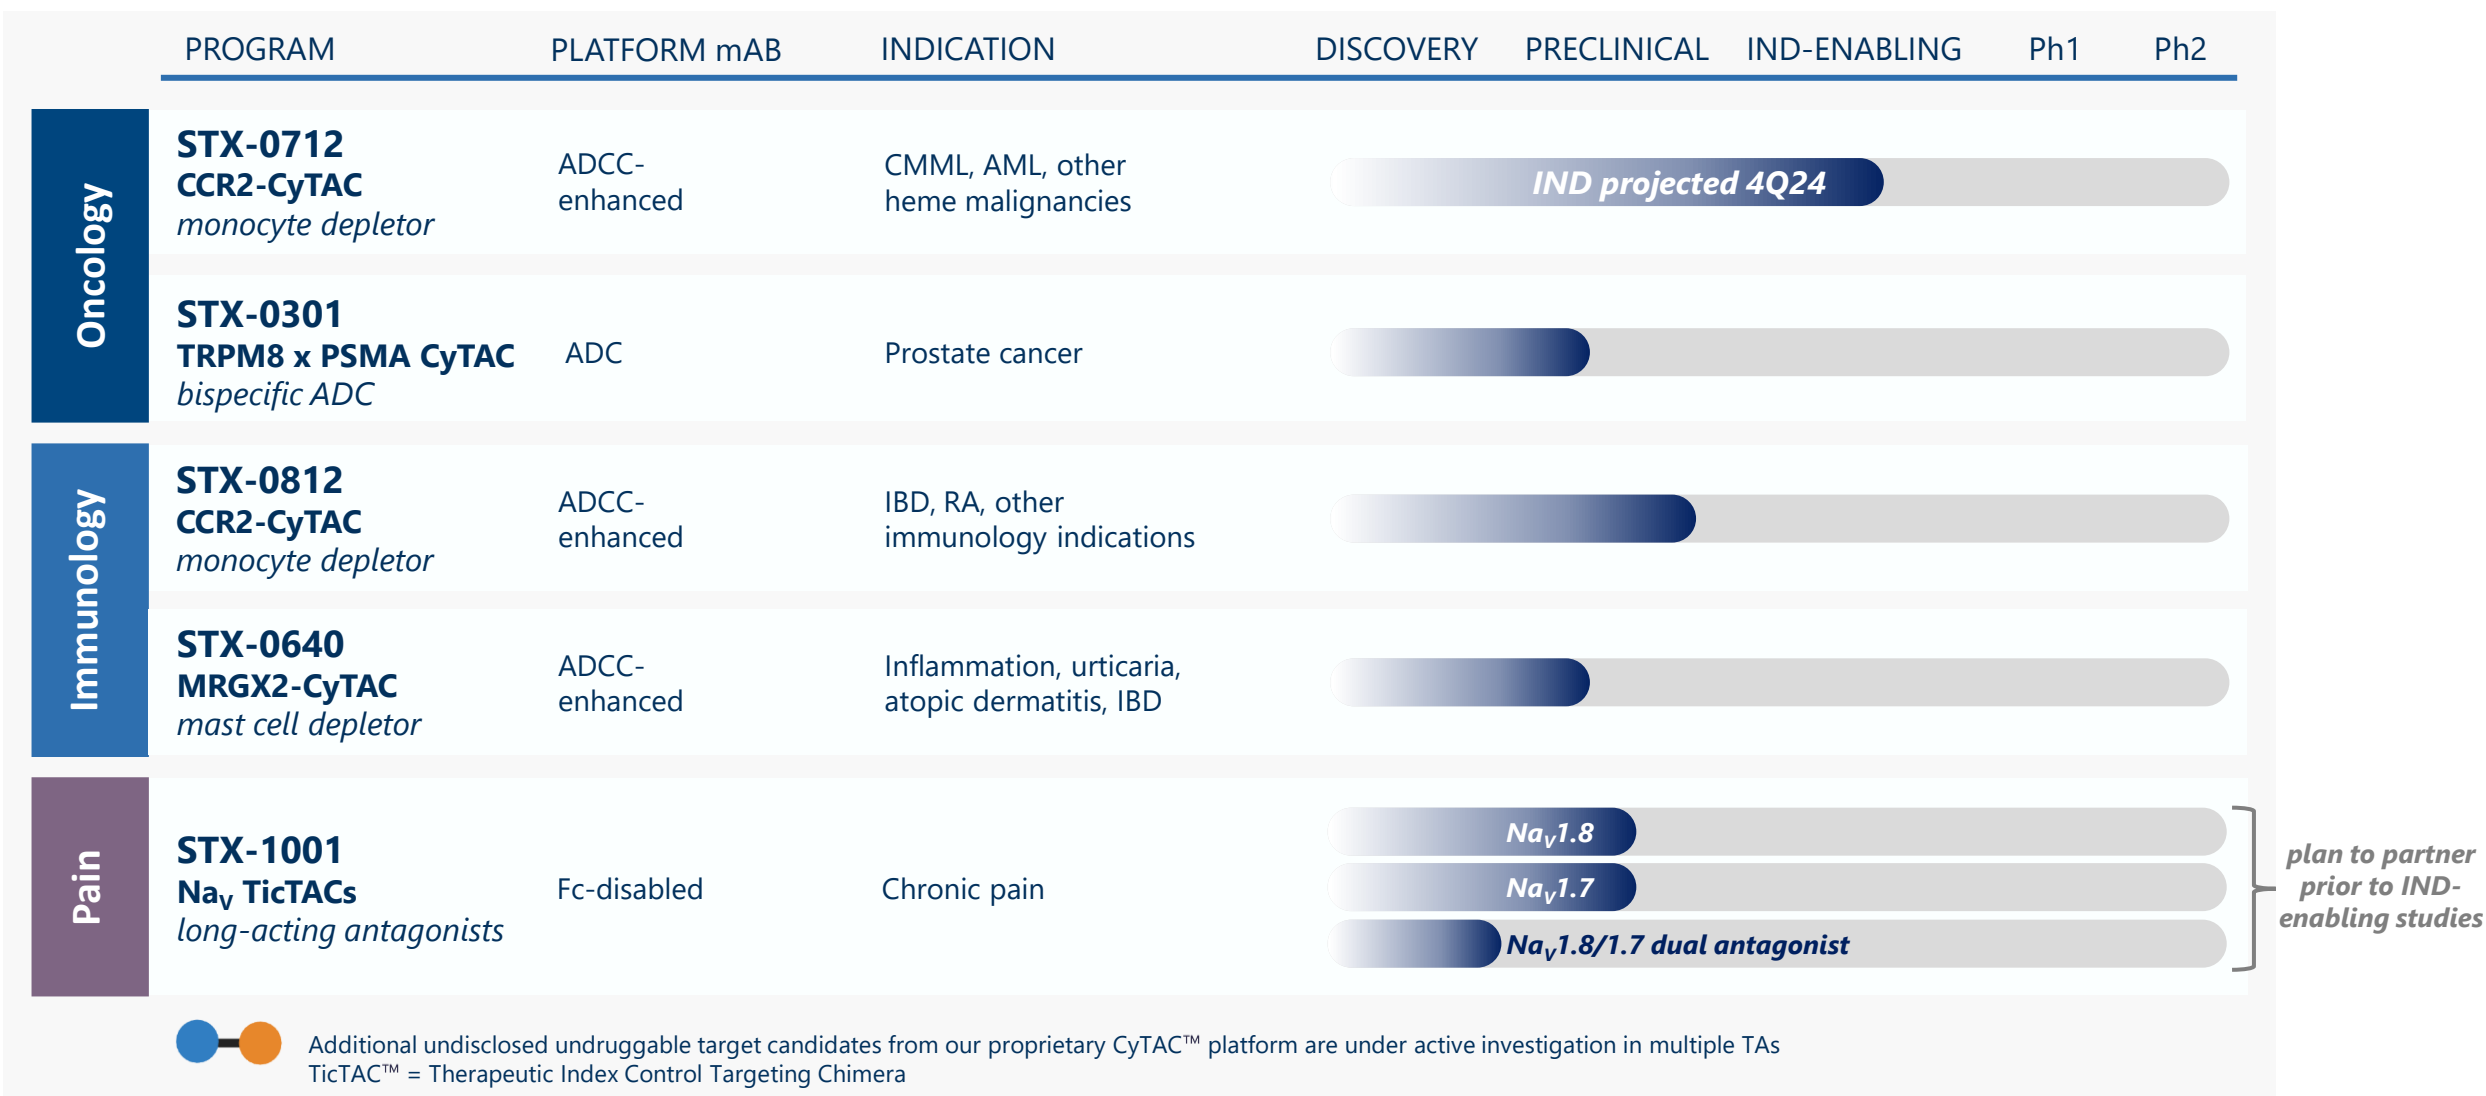 PROGRAM PLATFORM mAB INDICATION DISCOVERY PRECLINICAL IND-ENABLING Ph1 Ph2
Oncology
STX-0712
CCR2-CyTAC
monocyte depletor
ADCC-
enhanced
CMML, AML, other
heme malignancies
IND projected 4Q24
STX-0301
TRPM8 x PSMA CyTAC
bispecific ADC
ADC
Prostate cancer
Immunology
STX-0812
CCR2-CyTAC
monocyte depletor
ADCC-
enhanced
IBD, RA, other
immunology indications
STX-0640
MRGX2-CyTAC
mast cell depletor
ADCC-
enhanced
Inflammation, urticaria,
atopic dermatitis, IBD
Pain
STX-1001
NaV TicTACs
long-acting antagonists
Fc-disabled
Chronic pain
NaV1.8
NaV1.7
NaV1.8/1.7 dual antagonist
plan to partner
prior to IND-
enabling studies
Additional undisclosed undruggable target candidates from our proprietary CyTAC™ platform are under active investigation in multiple TAs
TicTAC™ = Therapeutic Index Control Targeting Chimera